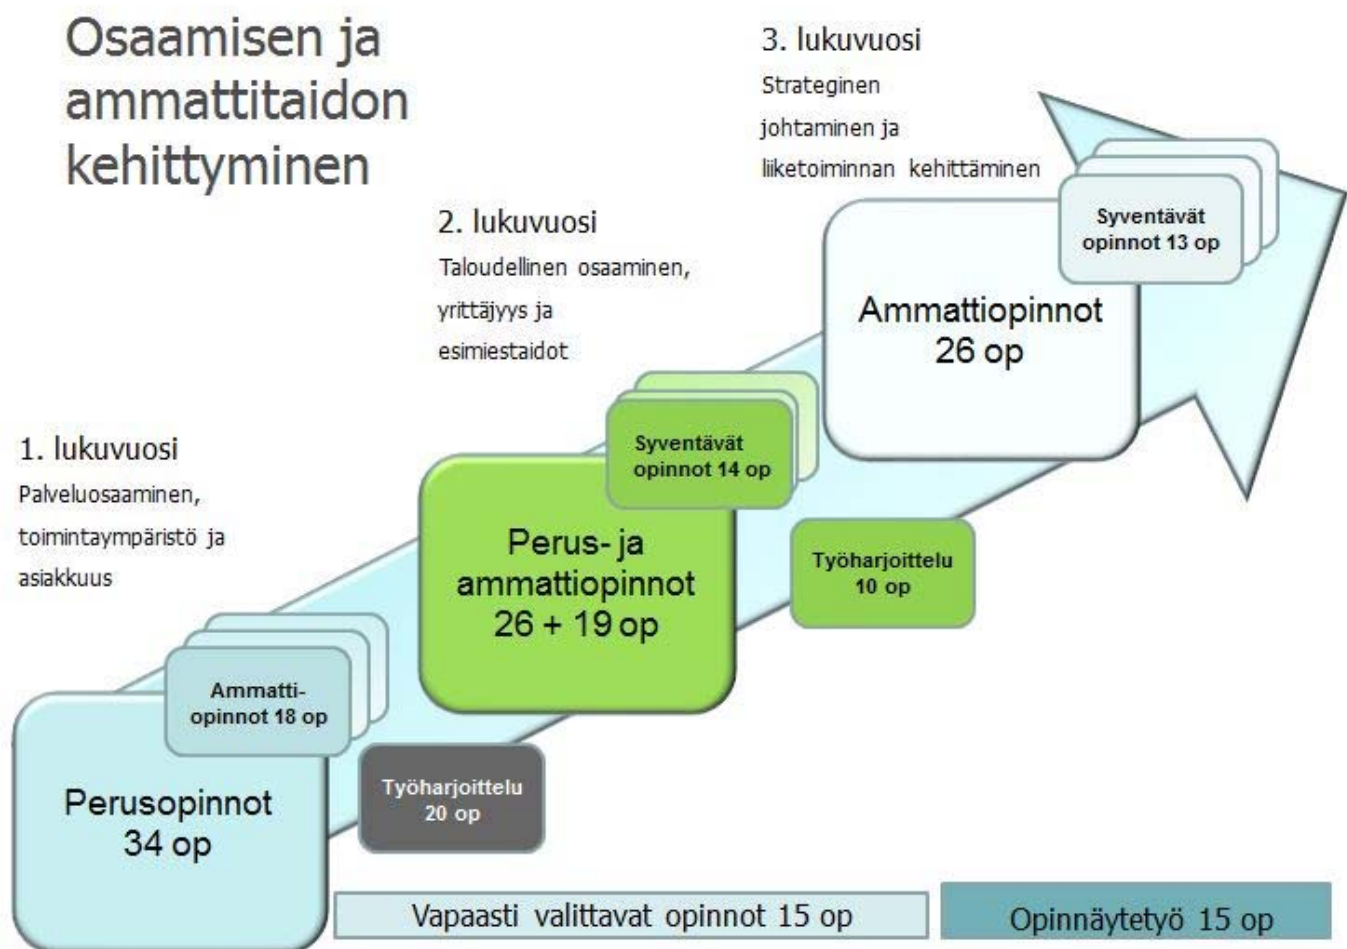 Osaamisen ja
ammattitaidon
kehittyminen
3. lukuvuosi
Strateginen
johtaminen ja
liiketoiminnan kehittäminen
Syventävät
opinnot 13 op
Ammattiopinnot
26 op
2. lukuvuosi
Taloudellinen osaaminen,
yrittäjyys ja
esimiestaidot
Syventävät
opinnot 14 op
Perus- ja
ammattiopinnot
26 + 19 op
Työharjoittelu
10 op
1. lukuvuosi
Palveluosaaminen,
toimintaympäristö ja
asiakkuus
Ammatti-
opinnot 18 op
Perusopinnot
34 op
Työharjoittelu
20 op
Vapaasti valittavat opinnot 15 op
Opinnäytetyö 15 op